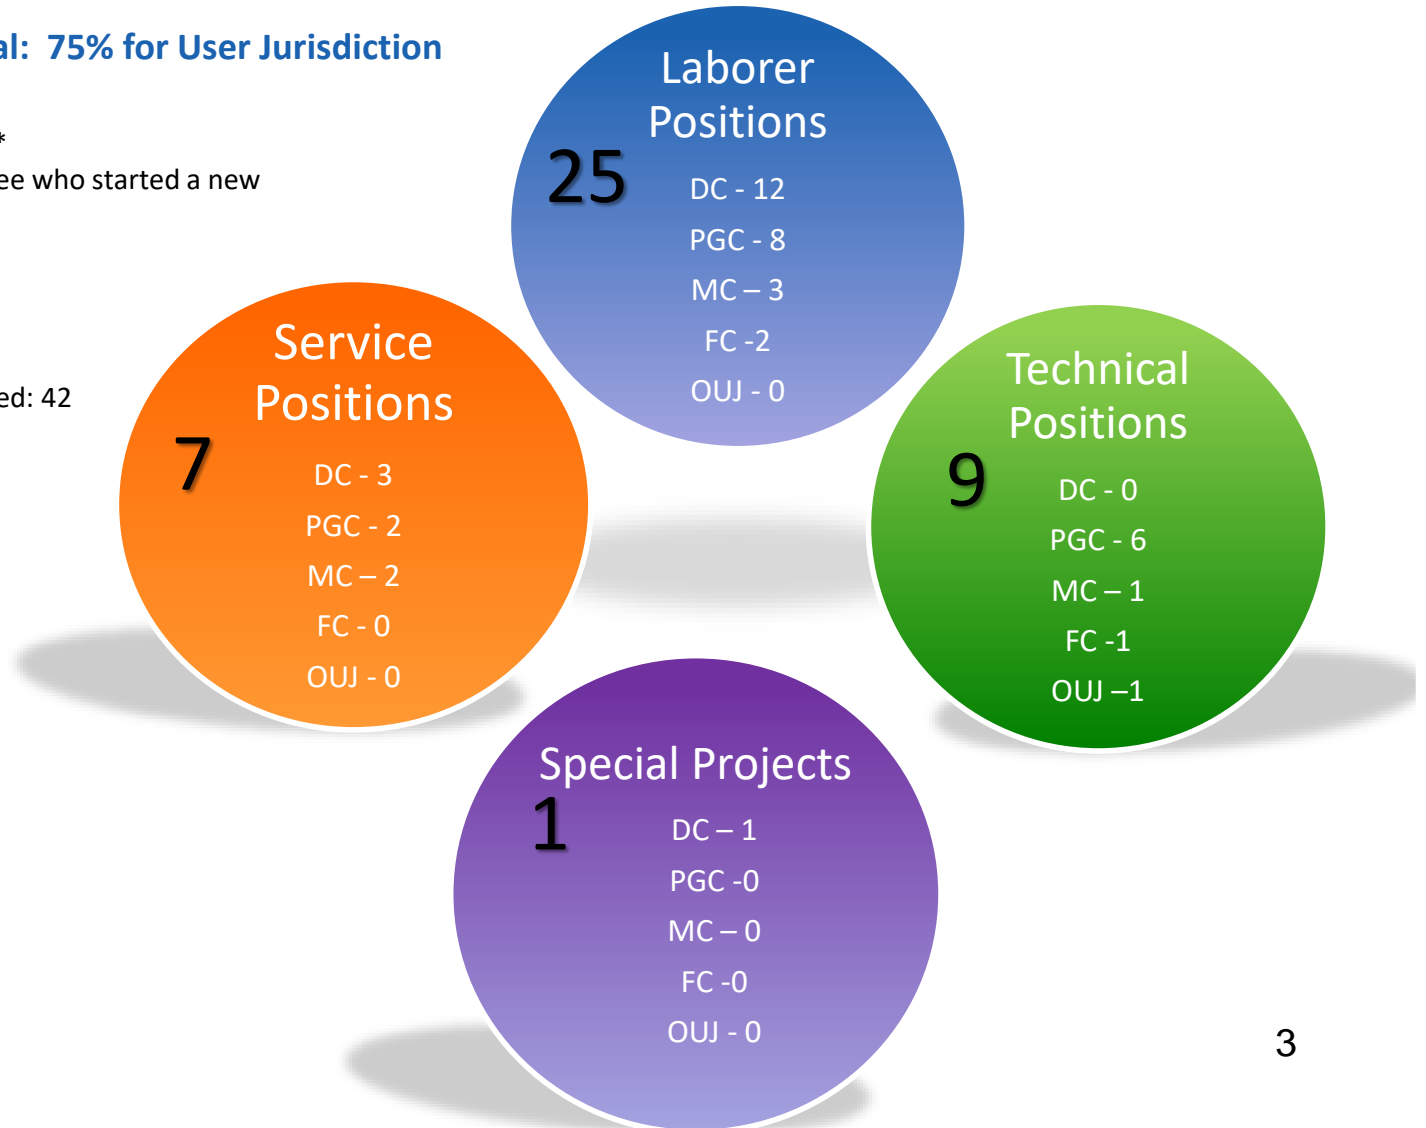 al: 75% for User Jurisdiction
*
ee who started a new
ed: 42
Laborer
Positions
25
DC - 12
PGC - 8
MC – 3
FC -2
OUJ - 0
Service
Positions
7
DC - 3
PGC - 2
MC – 2
FC - 0
OUJ - 0
Technical
Positions
9
DC - 0
PGC - 6
MC – 1
FC -1
OUJ –1
Special Projects
1
DC – 1
PGC -0
MC – 0
FC -0
OUJ - 0
3